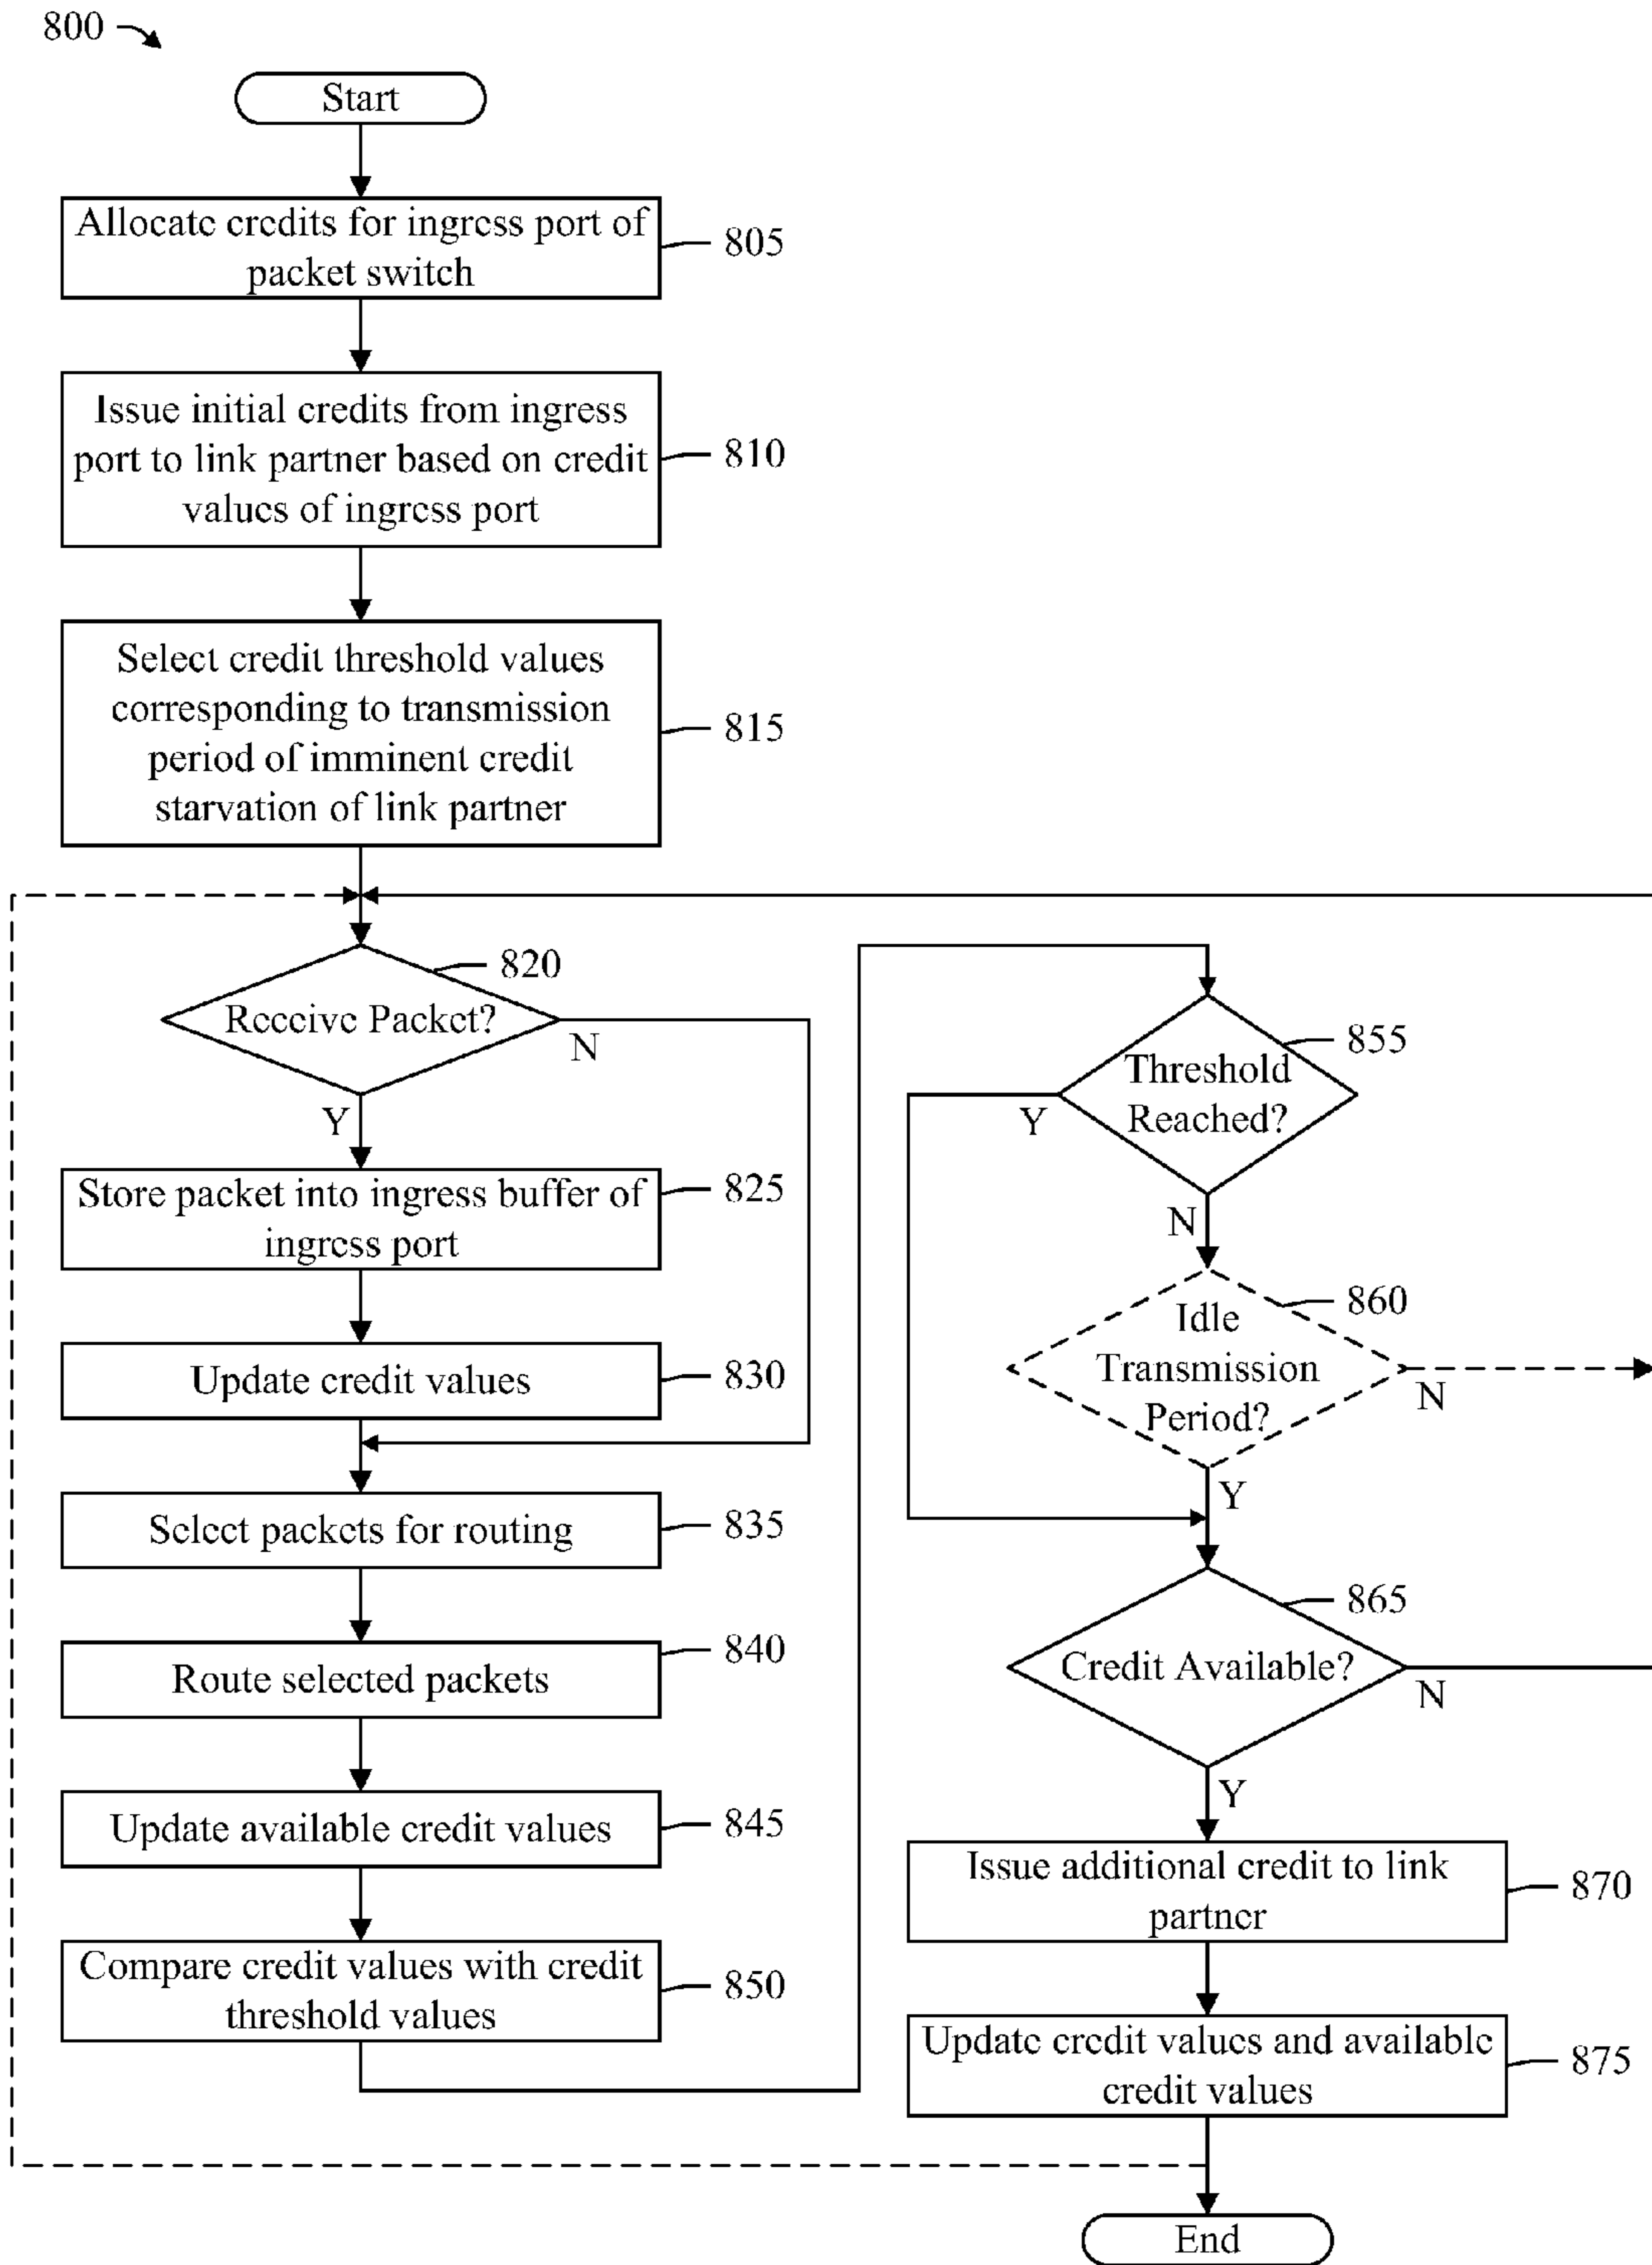 800
Start
Allocate credits for ingress port of
packet switch
805
Issue initial credits from ingress
port to link partner based on credit
values of ingress port
810
Select credit threshold values
corresponding to transmission
period of imminent credit
starvation of link partner
815
820
Receive Packet?
N
Y
Store packet into ingress buffer of
ingress port
825
Update credit values
830
Select packets for routing
835
Route selected packets
840
Update available credit values
845
Compare credit values with credit
threshold values
850
855
Threshold
Reached?
Y
N
860
Idle
Transmission
Period?
N
Y
865
Credit Available?
N
Y
Issue additional credit to link
partner
870
Update credit values and available
credit values
875
End